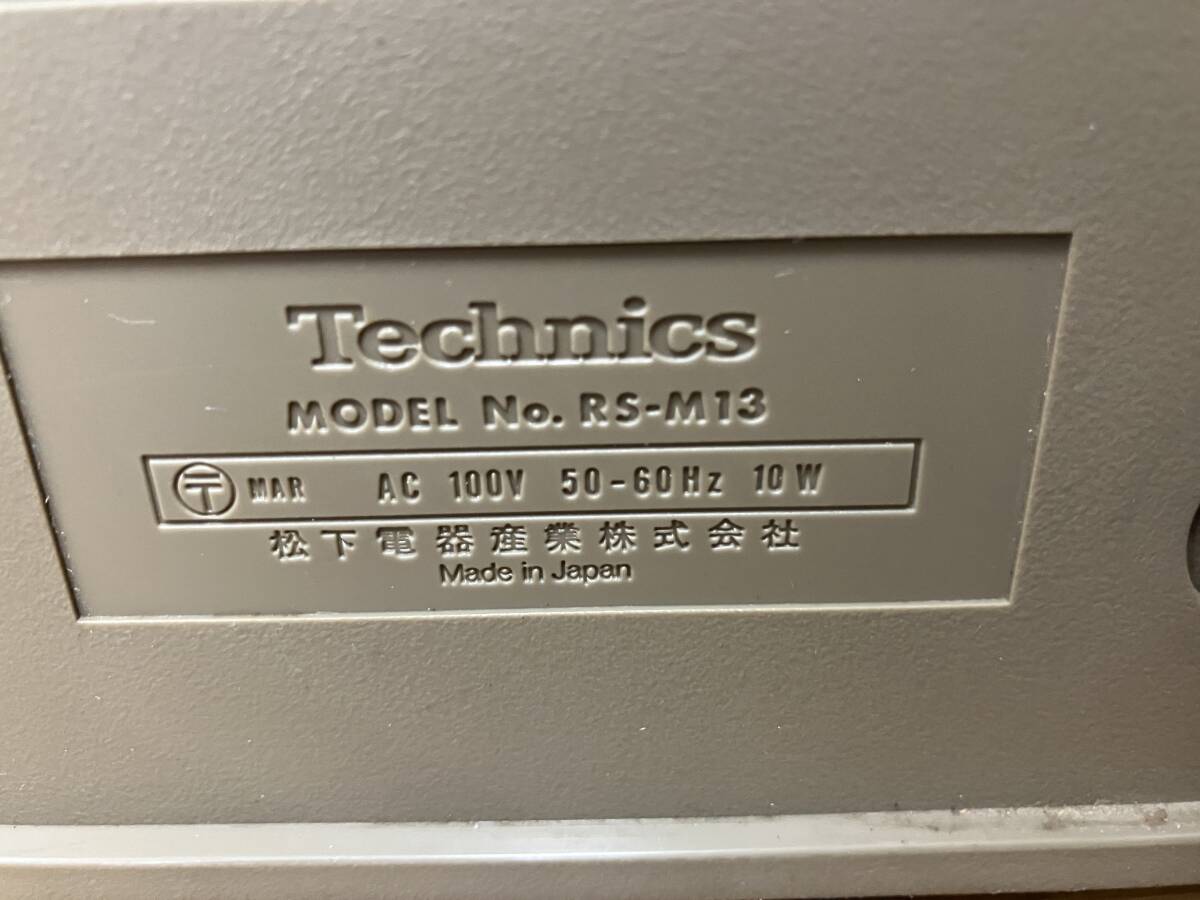 Technics
MODEL No. RS-M13
〒 MAR AC 100V 50-60Hz 10W
松下電器産業株式会社
Made in Japan